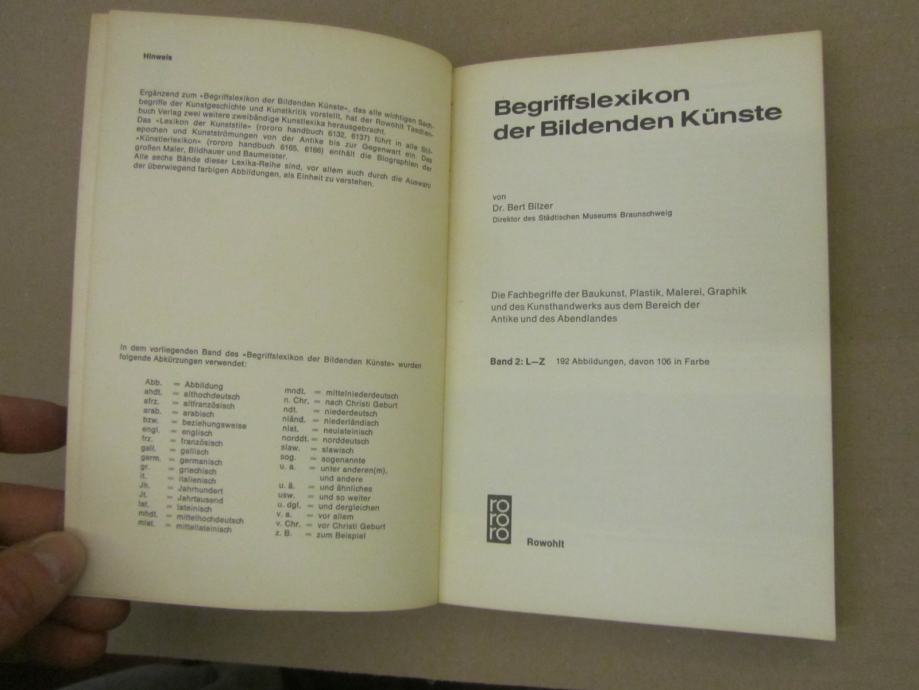 Hinweis
Ergänzend zum «Begriffslexikon der Bildenden Künste», das alle wichtigen Sach-
begriffe der Kunstgeschichte und Kunstkritik vorstellt, hat der Rowohlt Taschen-
buch Verlag zwei weitere zweibändige Kunstlexika herausgebracht.
Das «Lexikon der Kunststile» (rororo handbuch 6132, 6137) führt in alle Stil-
epochen und Kunstströmungen von der Antike bis zur Gegenwart ein. Das
«Künstlerlexikon» (rororo handbuch 6165, 6166) enthält die Biographien der
großen Maler, Bildhauer und Baumeister.
Alle sechs Bände dieser Lexika-Reihe sind, vor allem auch durch die Auswahl
der überwiegend farbigen Abbildungen, als Einheit zu verstehen.
In dem vorliegenden Band des «Begriffslexikon der Bildenden Künste» wurden
folgende Abkürzungen verwendet:
Abb. = Abbildung
ahdt. = althochdeutsch
afrz. = altfranzösisch
arab. = arabisch
bzw. = beziehungsweise
engl. = englisch
frz. = französisch
gall. = gallisch
germ. = germanisch
gr. = griechisch
it. = italienisch
Jh. = Jahrhundert
Jt. = Jahrtausend
lat. = lateinisch
mhdt. = mittelhochdeutsch
mlat. = mittellateinisch
mndt. = mittelniederdeutsch
n. Chr. = nach Christi Geburt
ndt. = niederdeutsch
nländ. = niederländisch
nlat. = neulateinisch
norddt. = norddeutsch
slaw. = slawisch
sog. = sogenannte
u. a. = unter anderen(m),
und andere
u. ä. = und ähnliches
usw. = und so weiter
u. dgl. = und dergleichen
v. a. = vor allem
v. Chr. = vor Christi Geburt
z. B. = zum Beispiel
Begriffslexikon
der Bildenden Künste
von
Dr. Bert Bilzer
Direktor des Städtischen Museums Braunschweig
Die Fachbegriffe der Baukunst, Plastik, Malerei, Graphik
und des Kunsthandwerks aus dem Bereich der
Antike und des Abendlandes
Band 2: L–Z 192 Abbildungen, davon 106 in Farbe
ro
ro
ro
Rowohlt